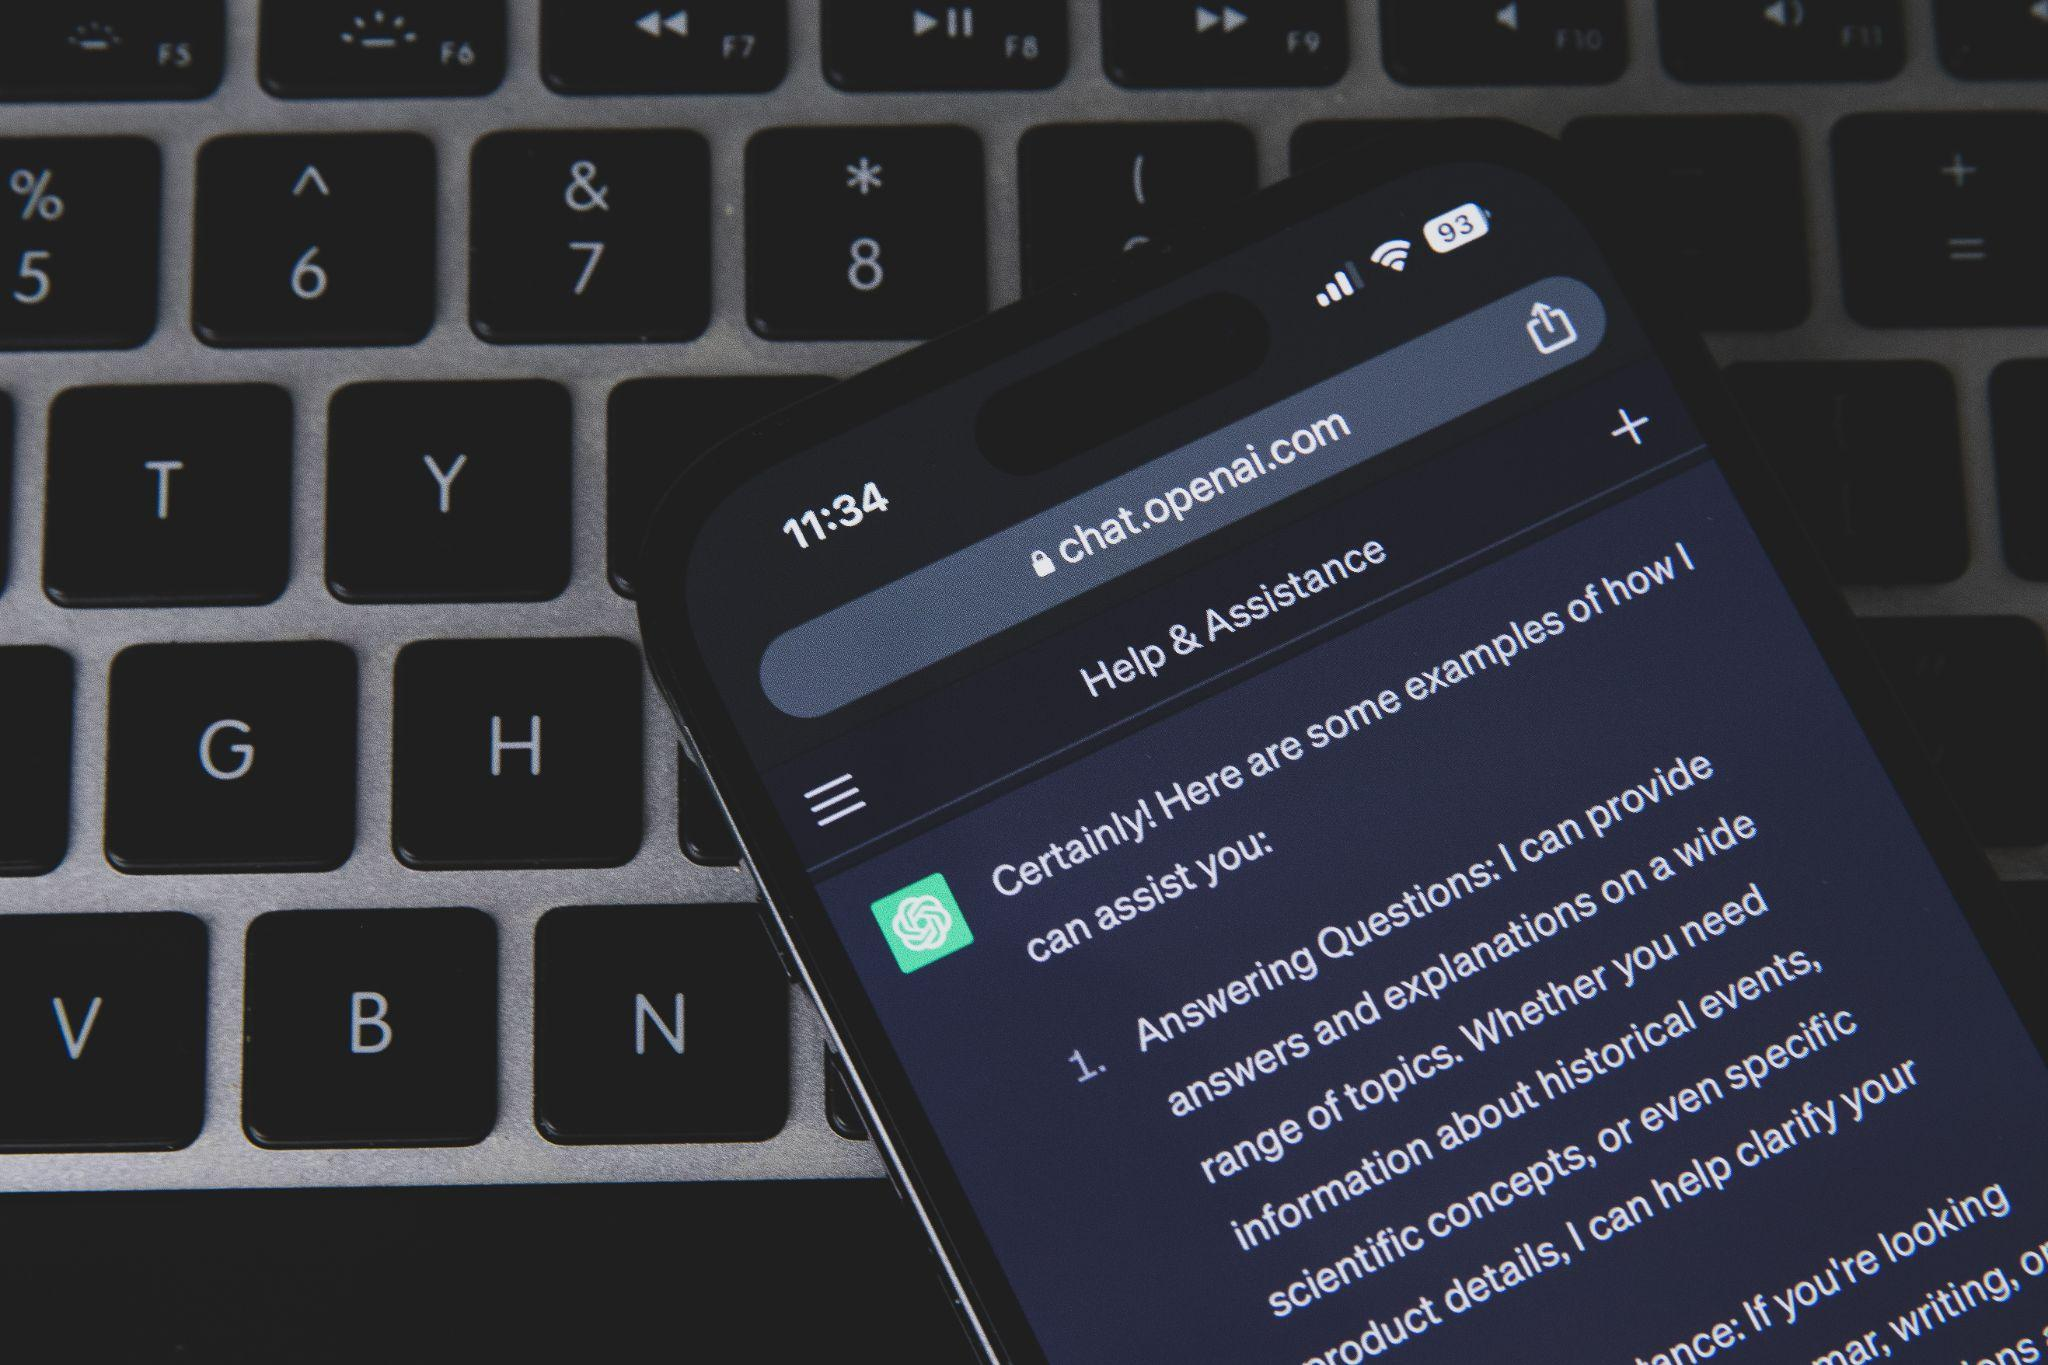 F5 F6 F7 F8 F9 F10 F11
% ^ & * ( +
5 6 7 8 =
T Y
G H
V B N
11:34 93
chat.openai.com
Help & Assistance
Certainly! Here are some examples of how I
can assist you:
1. Answering Questions: I can provide
answers and explanations on a wide
range of topics. Whether you need
information about historical events,
scientific concepts, or even specific
product details, I can help clarify your
tance: If you're looking
mar, writing, or